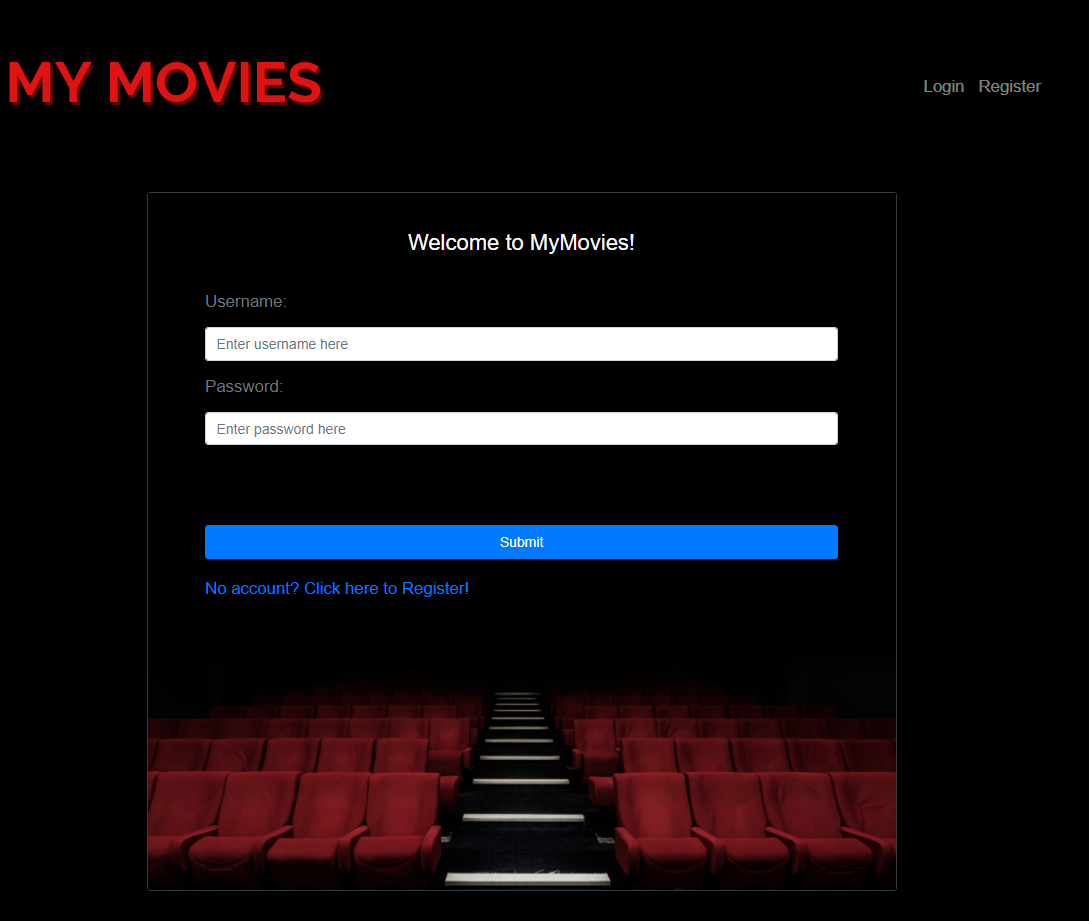 MY MOVIES
Login Register
Welcome to MyMovies!
Username:
Enter username here
Password:
Enter password here
Submit
No account? Click here to Register!